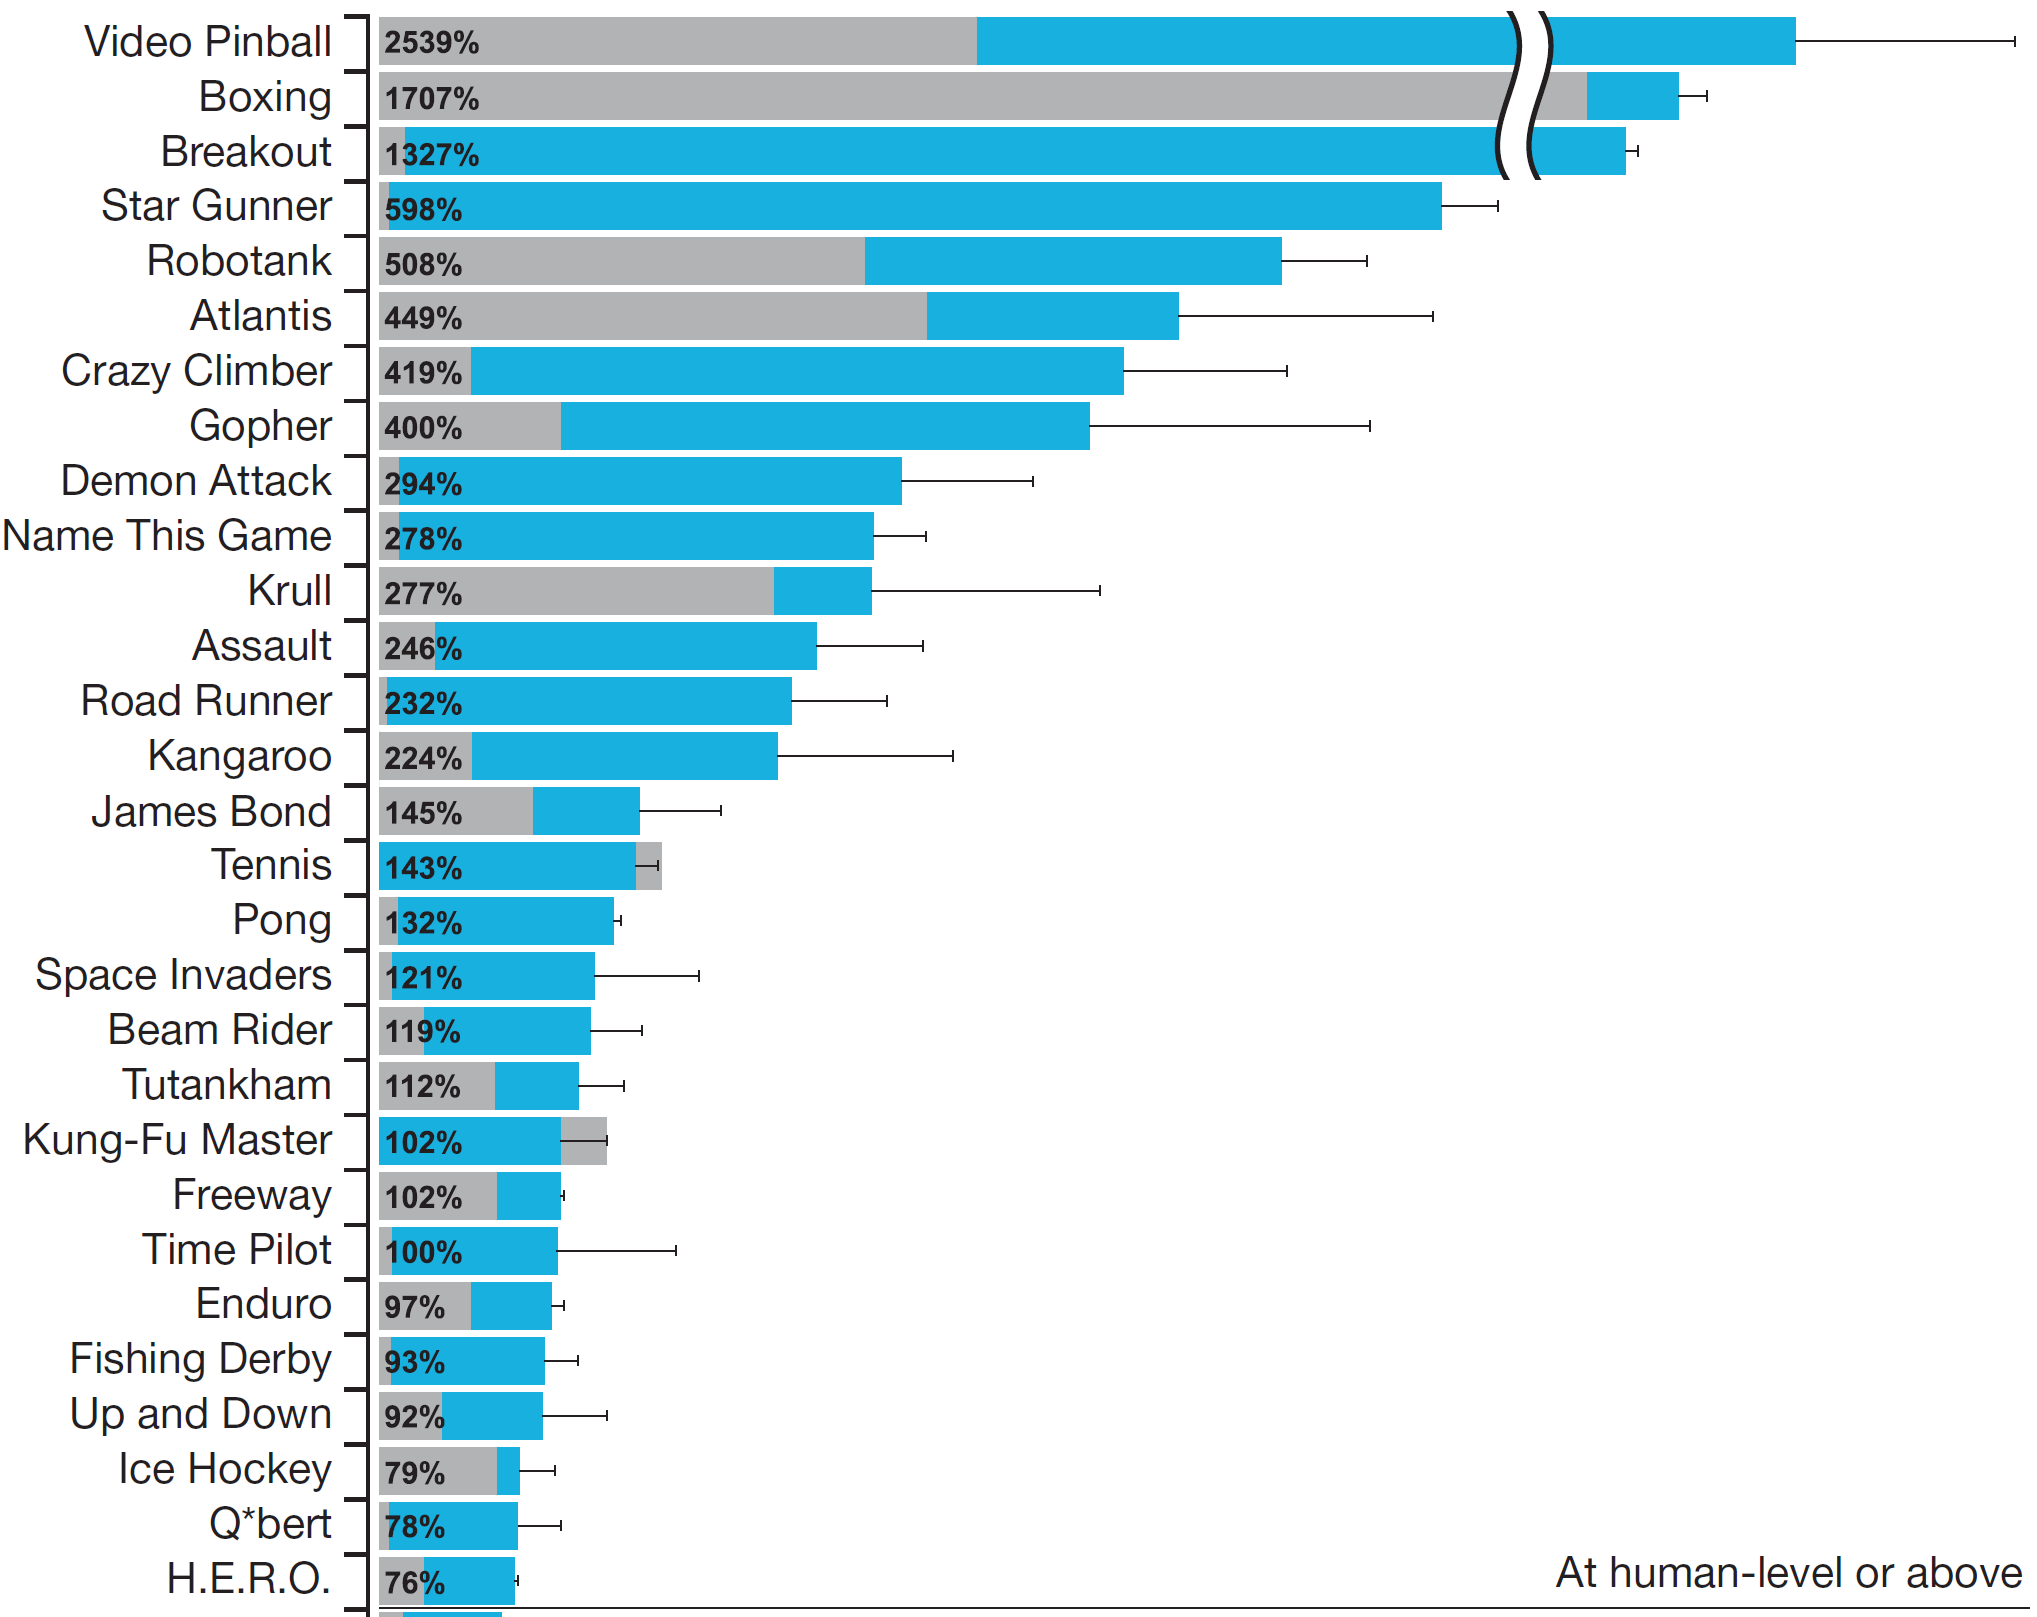 Video Pinball 2539%
Boxing 1707%
Breakout 1327%
Star Gunner 598%
Robotank 508%
Atlantis 449%
Crazy Climber 419%
Gopher 400%
Demon Attack 294%
Name This Game 278%
Krull 277%
Assault 246%
Road Runner 232%
Kangaroo 224%
James Bond 145%
Tennis 143%
Pong 132%
Space Invaders 121%
Beam Rider 119%
Tutankham 112%
Kung-Fu Master 102%
Freeway 102%
Time Pilot 100%
Enduro 97%
Fishing Derby 93%
Up and Down 92%
Ice Hockey 79%
Q*bert 78%
H.E.R.O. 76%
At human-level or above